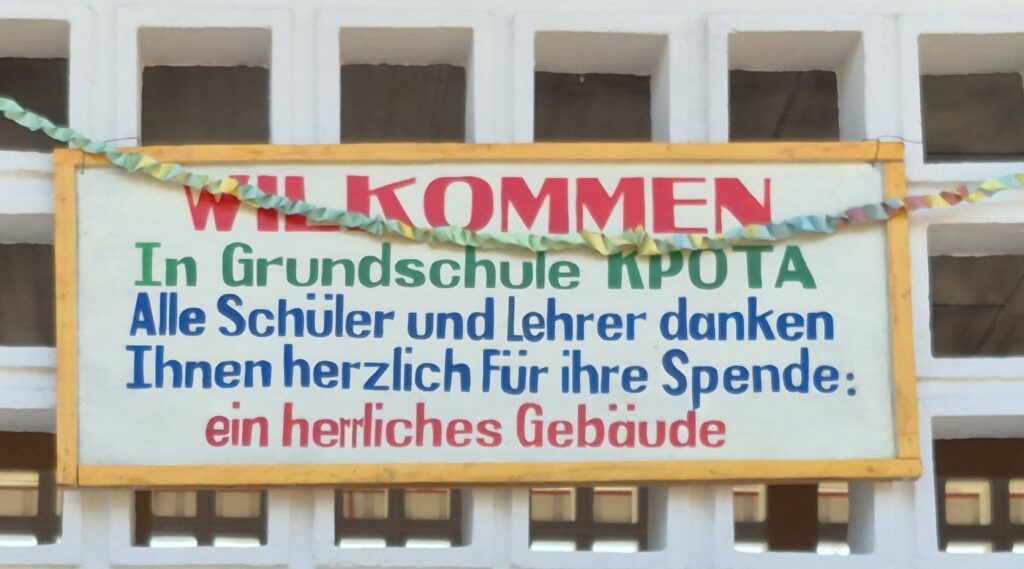 WILKOMMEN
In Grundschule KPOTA
Alle Schüler und Lehrer danken
Ihnen herzlich Für ihre Spende:
ein herrliches Gebäude